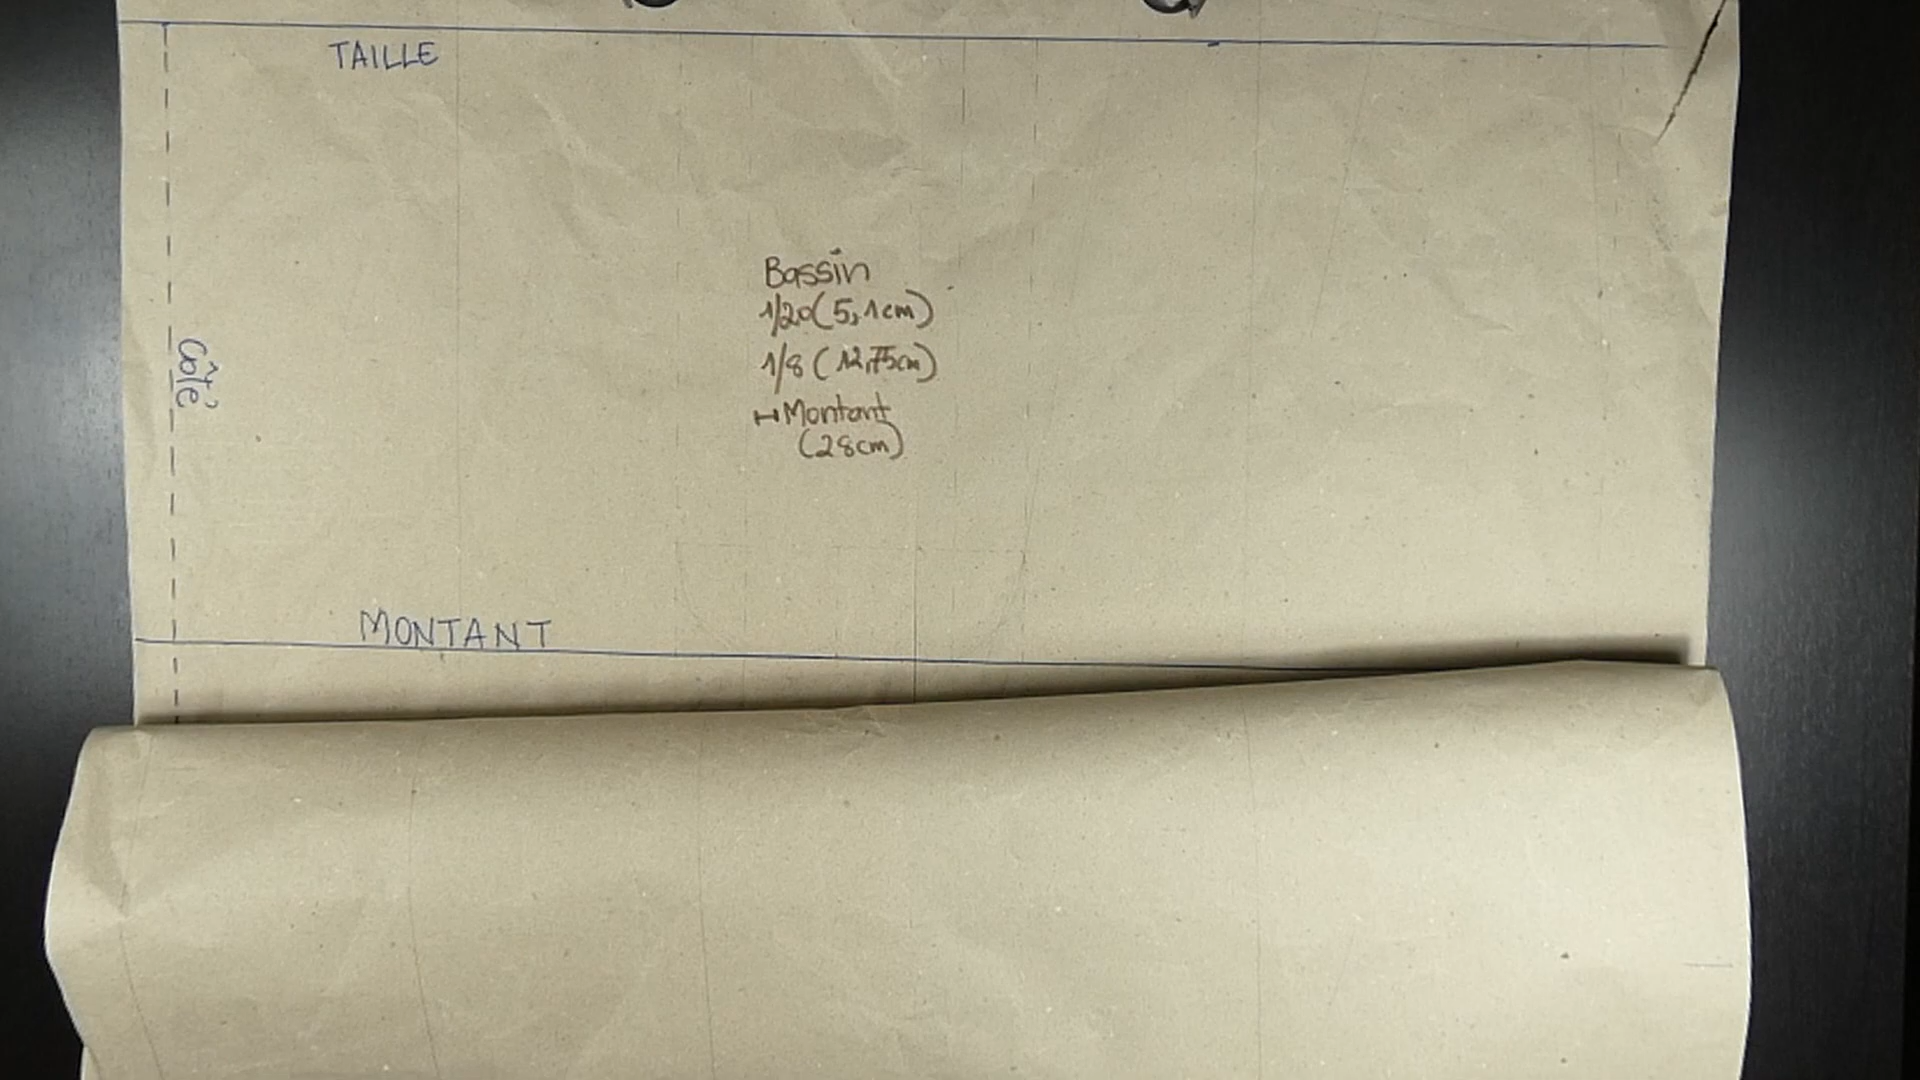 TAILLE
Bassin
1/20 (5,1cm)
1/8 (12,75cm)
Montant
(28cm)
Côté
MONTANT